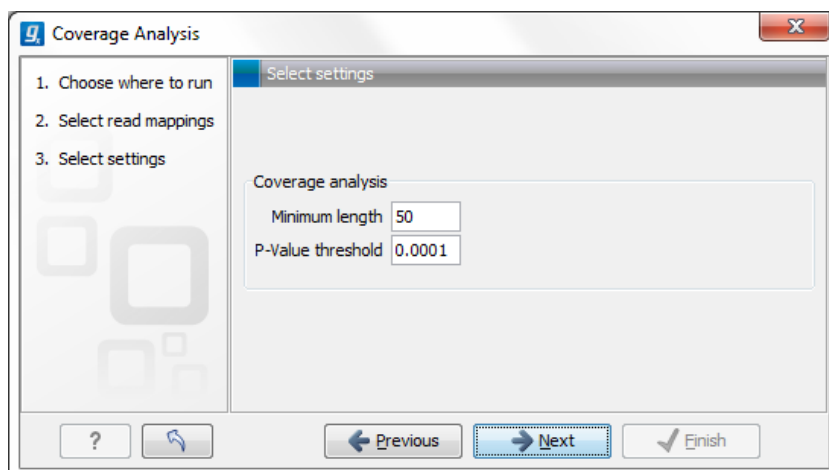 Coverage Analysis
1. Choose where to run
2. Select read mappings
3. Select settings
Select settings
Coverage analysis
Minimum length 50
P-Value threshold 0.0001
? Previous Next Finish